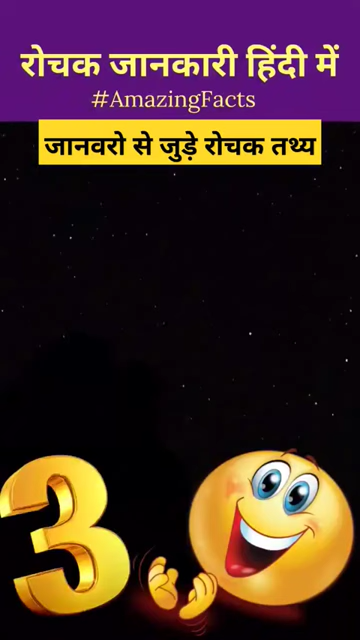 रोचक जानकारी हिंदी में
#AmazingFacts
जानवरो से जुड़े रोचक तथ्य
3